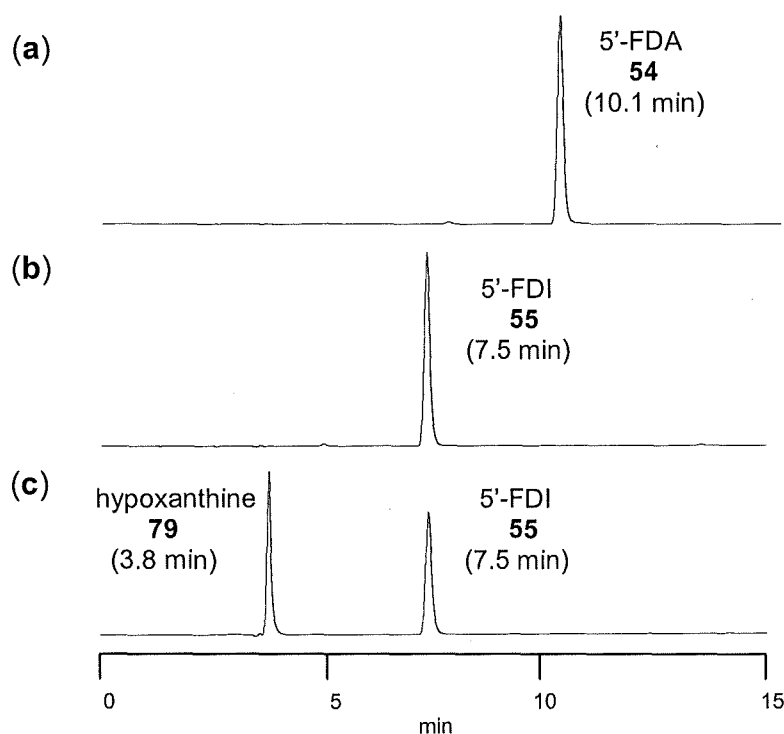 (a)
5'-FDA
54
(10.1 min)
(b)
5'-FDI
55
(7.5 min)
(c)
hypoxanthine
79
(3.8 min)
5'-FDI
55
(7.5 min)
0 5 10 15
min